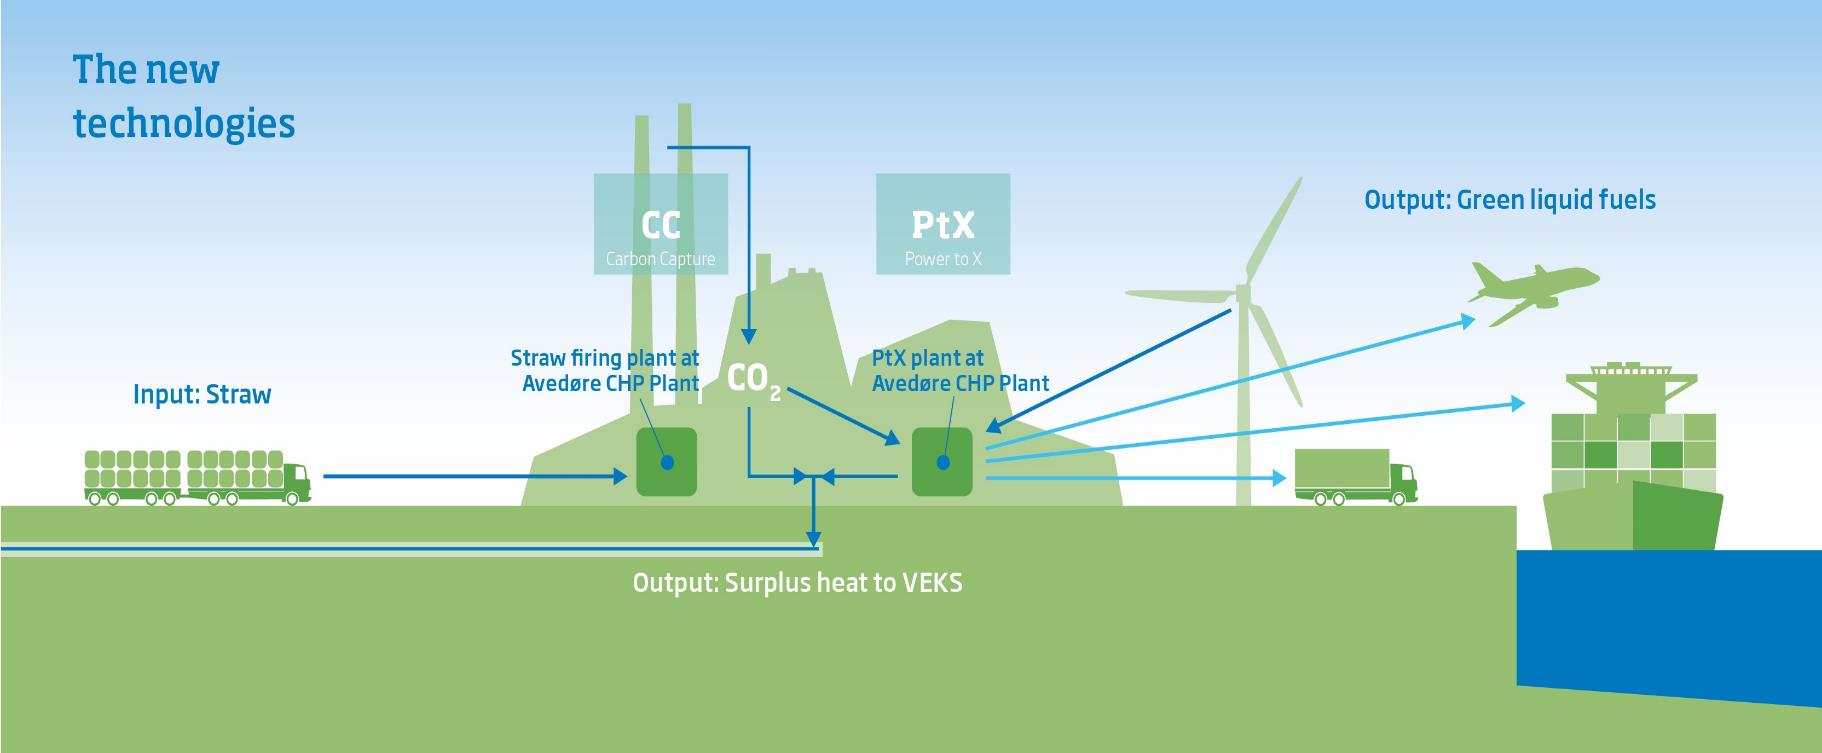 The new
technologies
CC
Carbon Capture
PtX
Power to X
Output: Green liquid fuels
Straw firing plant at
Avedøre CHP Plant
CO₂
PtX plant at
Avedøre CHP Plant
Input: Straw
Output: Surplus heat to VEKS